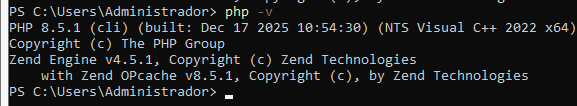 PS C:\Users\Administrador> php -v
PHP 8.5.1 (cli) (built: Dec 17 2025 10:54:30) (NTS Visual C++ 2022 x64)
Copyright (c) The PHP Group
Zend Engine v4.5.1, Copyright (c) Zend Technologies
    with Zend OPcache v8.5.1, Copyright (c), by Zend Technologies
PS C:\Users\Administrador>